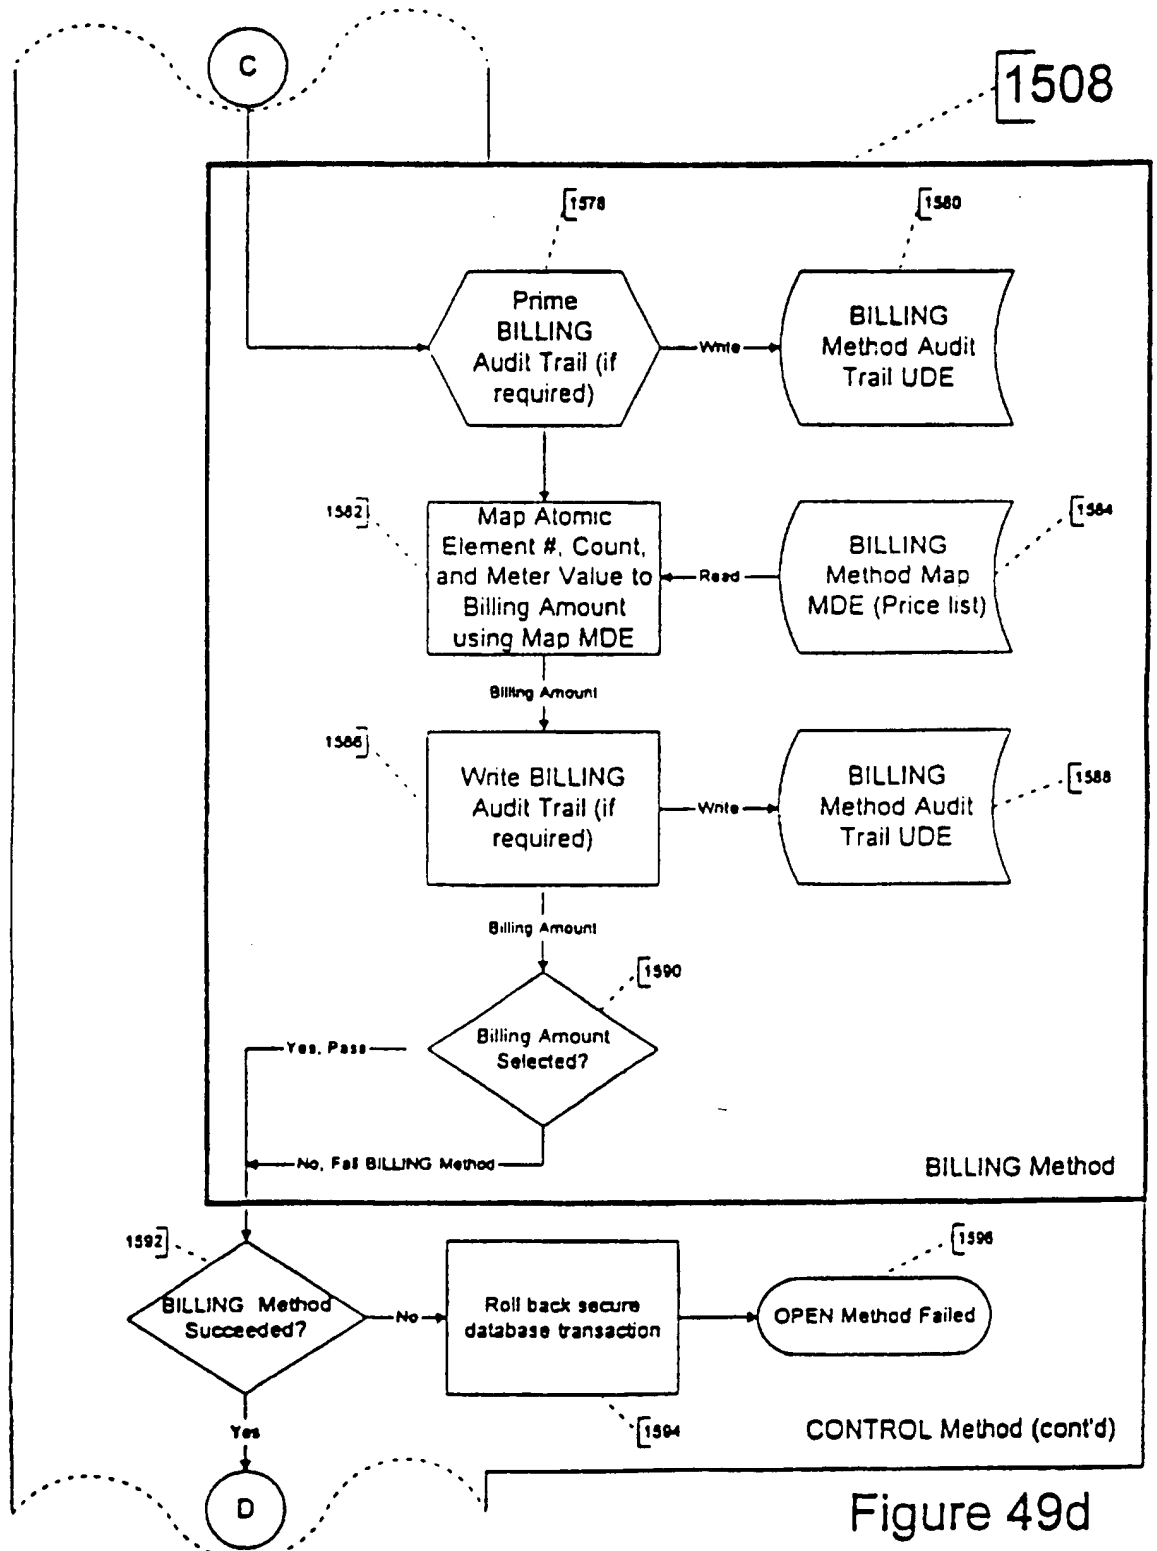 C
1508
1578
1580
Prime
BILLING
Audit Trail (if
required)
Write
BILLING
Method Audit
Trail UDE
1582
1584
Map Atomic
Element #, Count,
and Meter Value to
Billing Amount
using Map MDE
Read
BILLING
Method Map
MDE (Price list)
Billing Amount
1586
1588
Write BILLING
Audit Trail (if
required)
Write
BILLING
Method Audit
Trail UDE
Billing Amount
1590
Billing Amount
Selected?
Yes, Pass
No, Fail BILLING Method
BILLING Method
1592
1596
BILLING Method
Succeeded?
No
Roll back secure
database transaction
OPEN Method Failed
1594
Yes
CONTROL Method (cont'd)
D
Figure 49d